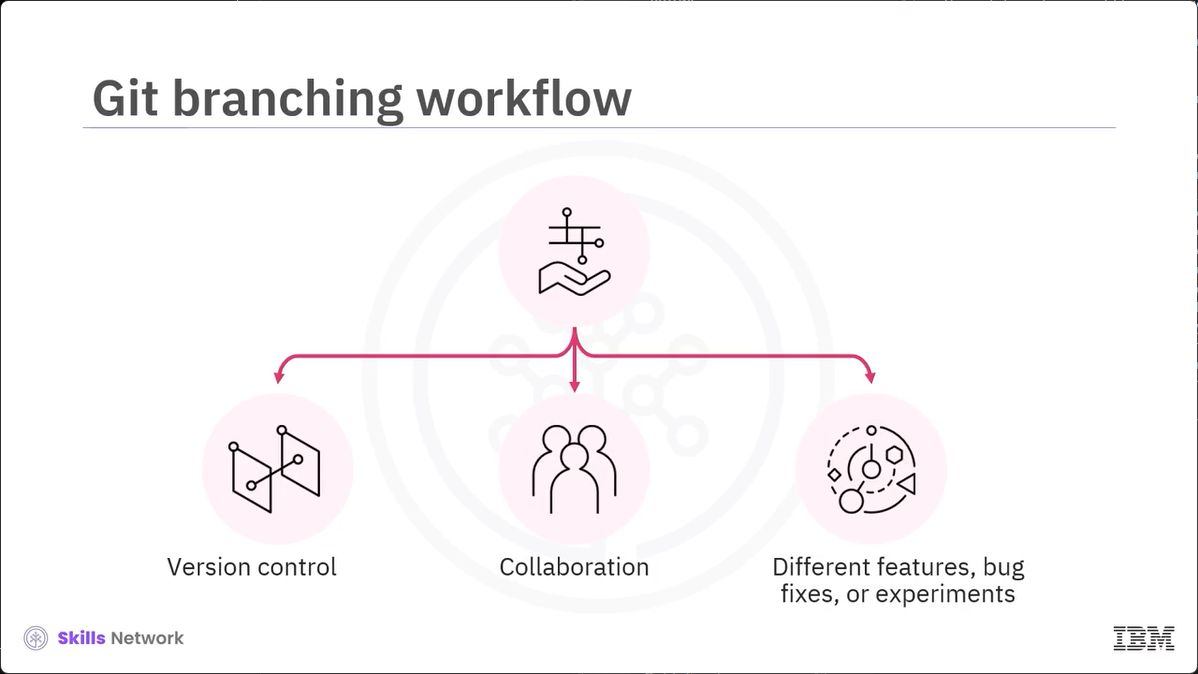 Git branching workflow
Version control
Collaboration
Different features, bug
fixes, or experiments
Skills Network
IBM